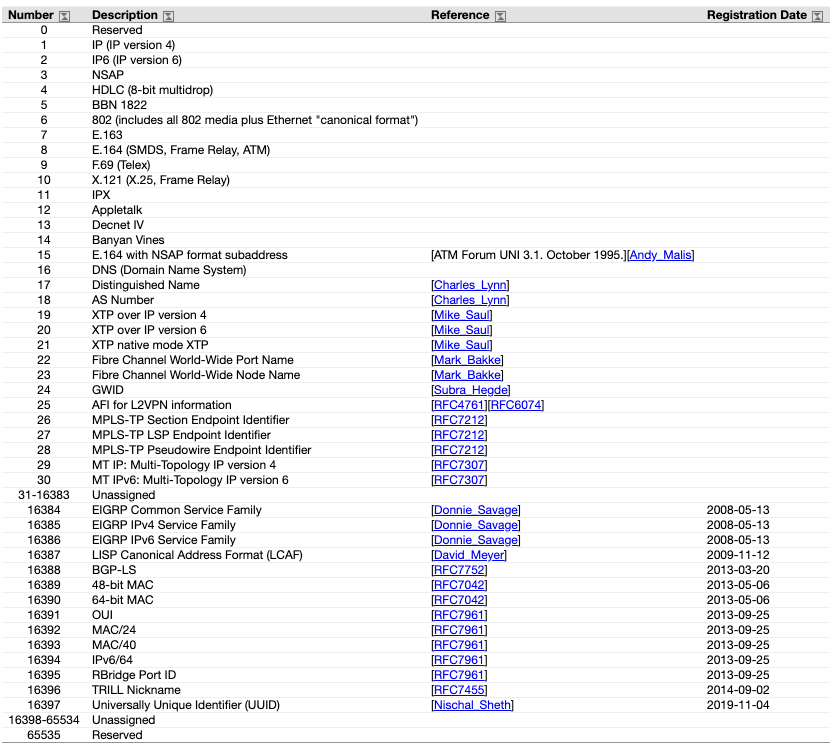 Number Description Reference Registration Date
0 Reserved
1 IP (IP version 4)
2 IP6 (IP version 6)
3 NSAP
4 HDLC (8-bit multidrop)
5 BBN 1822
6 802 (includes all 802 media plus Ethernet "canonical format")
7 E.163
8 E.164 (SMDS, Frame Relay, ATM)
9 F.69 (Telex)
10 X.121 (X.25, Frame Relay)
11 IPX
12 Appletalk
13 Decnet IV
14 Banyan Vines
15 E.164 with NSAP format subaddress [ATM Forum UNI 3.1. October 1995.][Andy_Malis]
16 DNS (Domain Name System)
17 Distinguished Name [Charles_Lynn]
18 AS Number [Charles_Lynn]
19 XTP over IP version 4 [Mike_Saul]
20 XTP over IP version 6 [Mike_Saul]
21 XTP native mode XTP [Mike_Saul]
22 Fibre Channel World-Wide Port Name [Mark_Bakke]
23 Fibre Channel World-Wide Node Name [Mark_Bakke]
24 GWID [Subra_Hegde]
25 AFI for L2VPN information [RFC4761][RFC6074]
26 MPLS-TP Section Endpoint Identifier [RFC7212]
27 MPLS-TP LSP Endpoint Identifier [RFC7212]
28 MPLS-TP Pseudowire Endpoint Identifier [RFC7212]
29 MT IP: Multi-Topology IP version 4 [RFC7307]
30 MT IPv6: Multi-Topology IP version 6 [RFC7307]
31-16383 Unassigned
16384 EIGRP Common Service Family [Donnie_Savage] 2008-05-13
16385 EIGRP IPv4 Service Family [Donnie_Savage] 2008-05-13
16386 EIGRP IPv6 Service Family [Donnie_Savage] 2008-05-13
16387 LISP Canonical Address Format (LCAF) [David_Meyer] 2009-11-12
16388 BGP-LS [RFC7752] 2013-03-20
16389 48-bit MAC [RFC7042] 2013-05-06
16390 64-bit MAC [RFC7042] 2013-05-06
16391 OUI [RFC7961] 2013-09-25
16392 MAC/24 [RFC7961] 2013-09-25
16393 MAC/40 [RFC7961] 2013-09-25
16394 IPv6/64 [RFC7961] 2013-09-25
16395 RBridge Port ID [RFC7961] 2013-09-25
16396 TRILL Nickname [RFC7455] 2014-09-02
16397 Universally Unique Identifier (UUID) [Nischal_Sheth] 2019-11-04
16398-65534 Unassigned
65535 Reserved